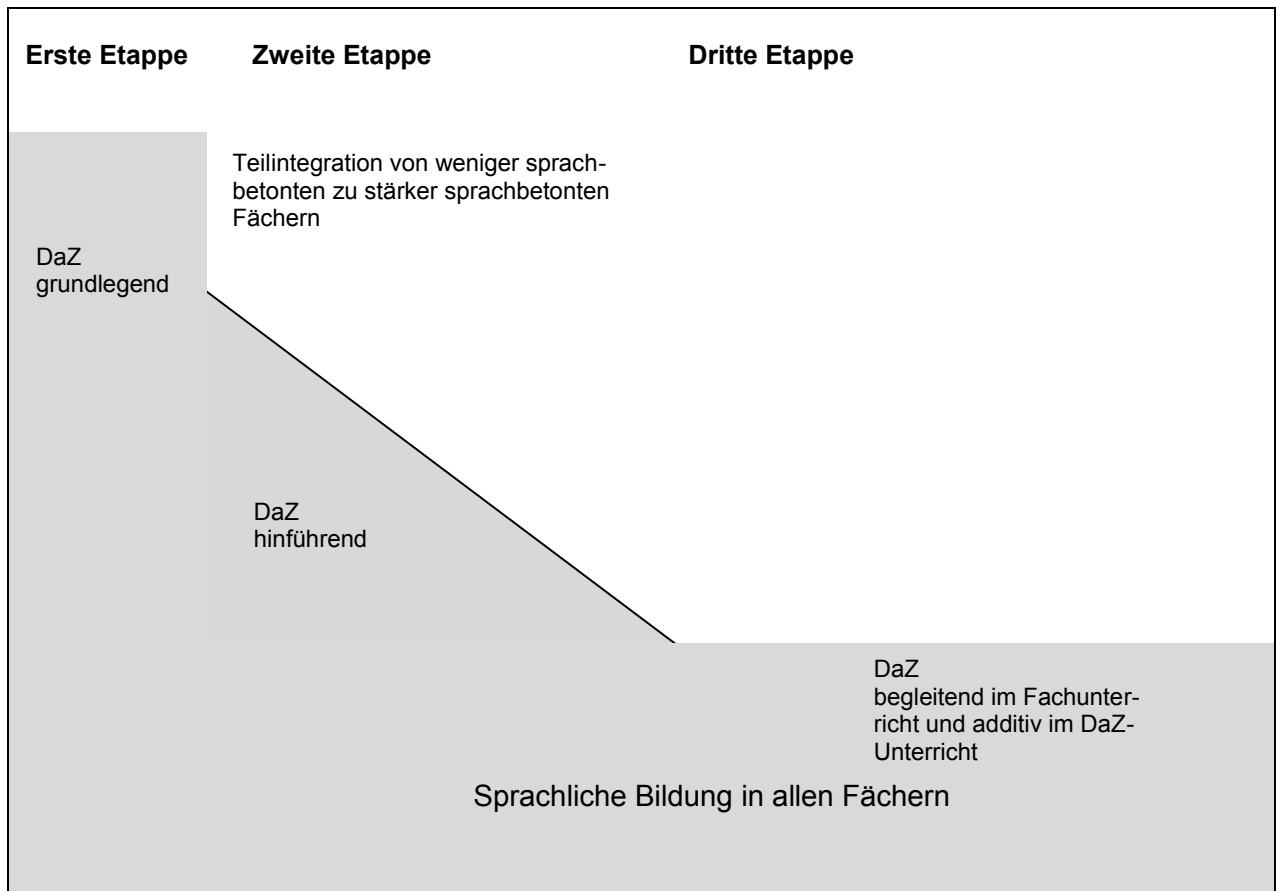 Erste Etappe
Zweite Etappe
Dritte Etappe
Teilintegration von weniger sprach-
betonten zu stärker sprachbetonten
Fächern
DaZ
grundlegend
DaZ
hinführend
DaZ
begleitend im Fachunter-
richt und additiv im DaZ-
Unterricht
Sprachliche Bildung in allen Fächern